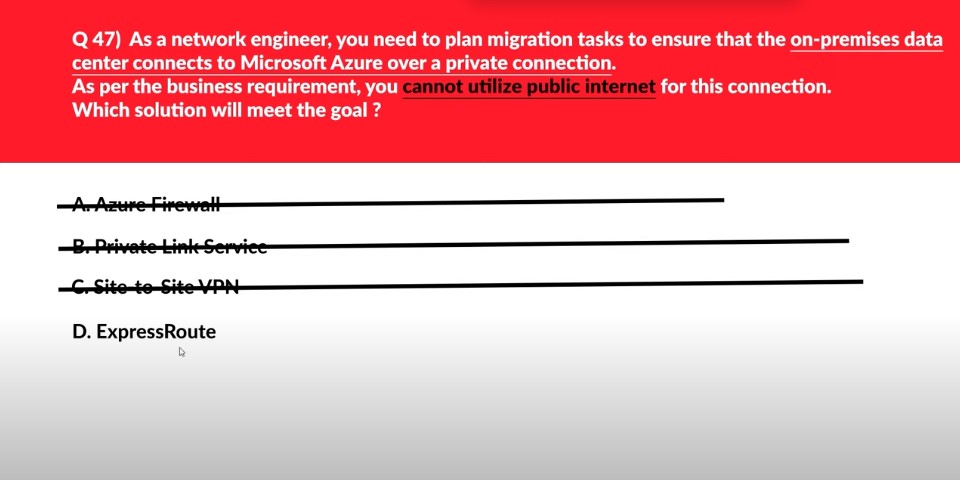 Q 47) As a network engineer, you need to plan migration tasks to ensure that the on-premises data
center connects to Microsoft Azure over a private connection.
As per the business requirement, you cannot utilize public internet for this connection.
Which solution will meet the goal ?
A. Azure Firewall
B. Private Link Service
C. Site-to-Site VPN
D. ExpressRoute